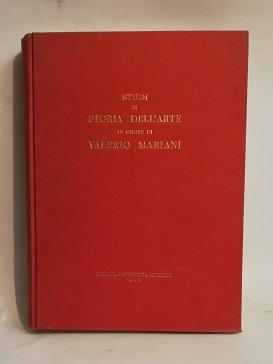 STUDI
DI
STORIA DELL'ARTE
IN ONORE DI
VALERIO MARIANI